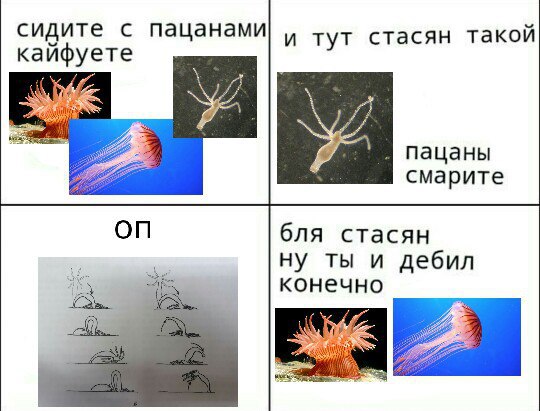 сидите с пацанами
кайфуете
и тут стасян такой
пацаны
смарите
оп
бля стасян
ну ты и дебил
конечно